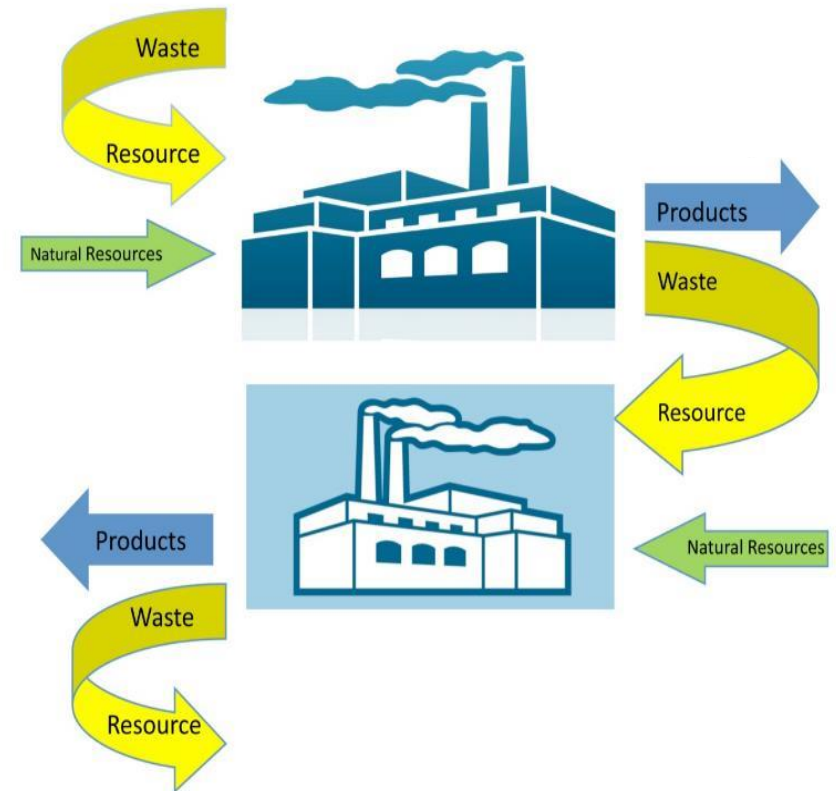 Waste
Resource
Natural Resources
Products
Waste
Resource
Natural Resources
Products
Waste
Resource